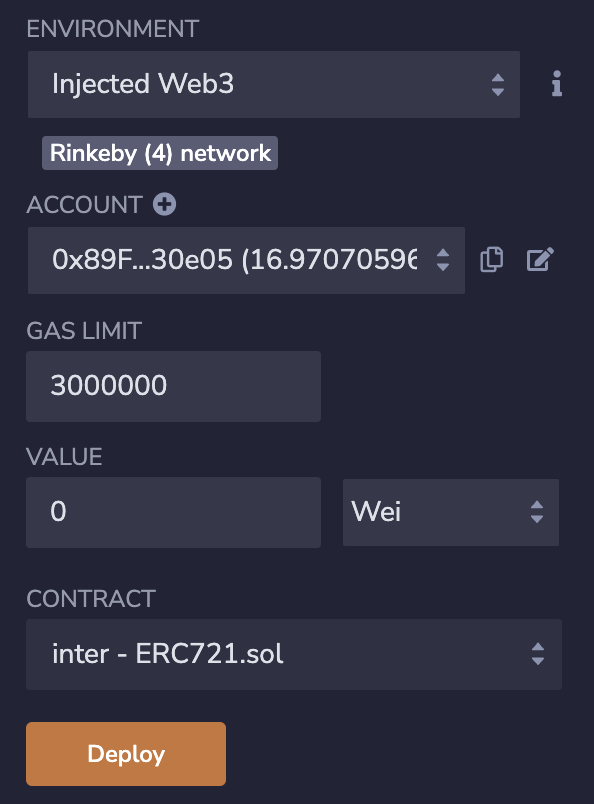 ENVIRONMENT
Injected Web3
Rinkeby (4) network
ACCOUNT
0x89F...30e05 (16.97070596
GAS LIMIT
3000000
VALUE
0 Wei
CONTRACT
inter - ERC721.sol
Deploy